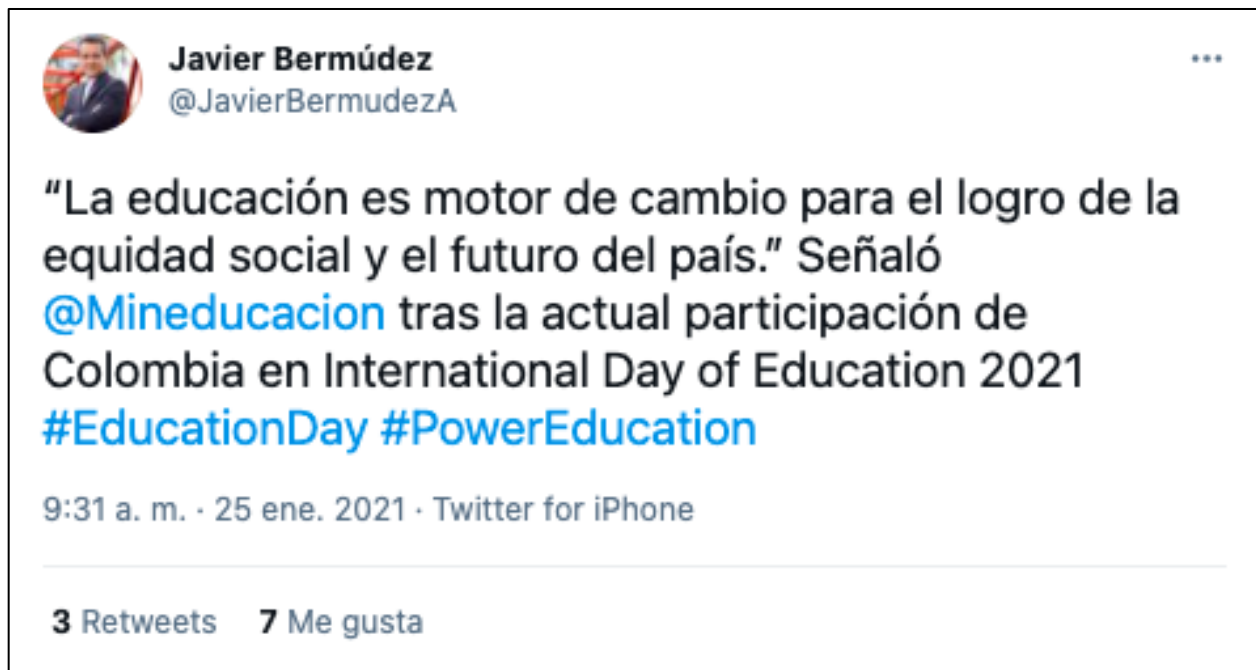 Javier Bermúdez
@JavierBermudezA
“La educación es motor de cambio para el logro de la
equidad social y el futuro del país.” Señaló
@Mineducacion tras la actual participación de
Colombia en International Day of Education 2021
#EducationDay #PowerEducation
9:31 a. m. · 25 ene. 2021 · Twitter for iPhone
3 Retweets 7 Me gusta